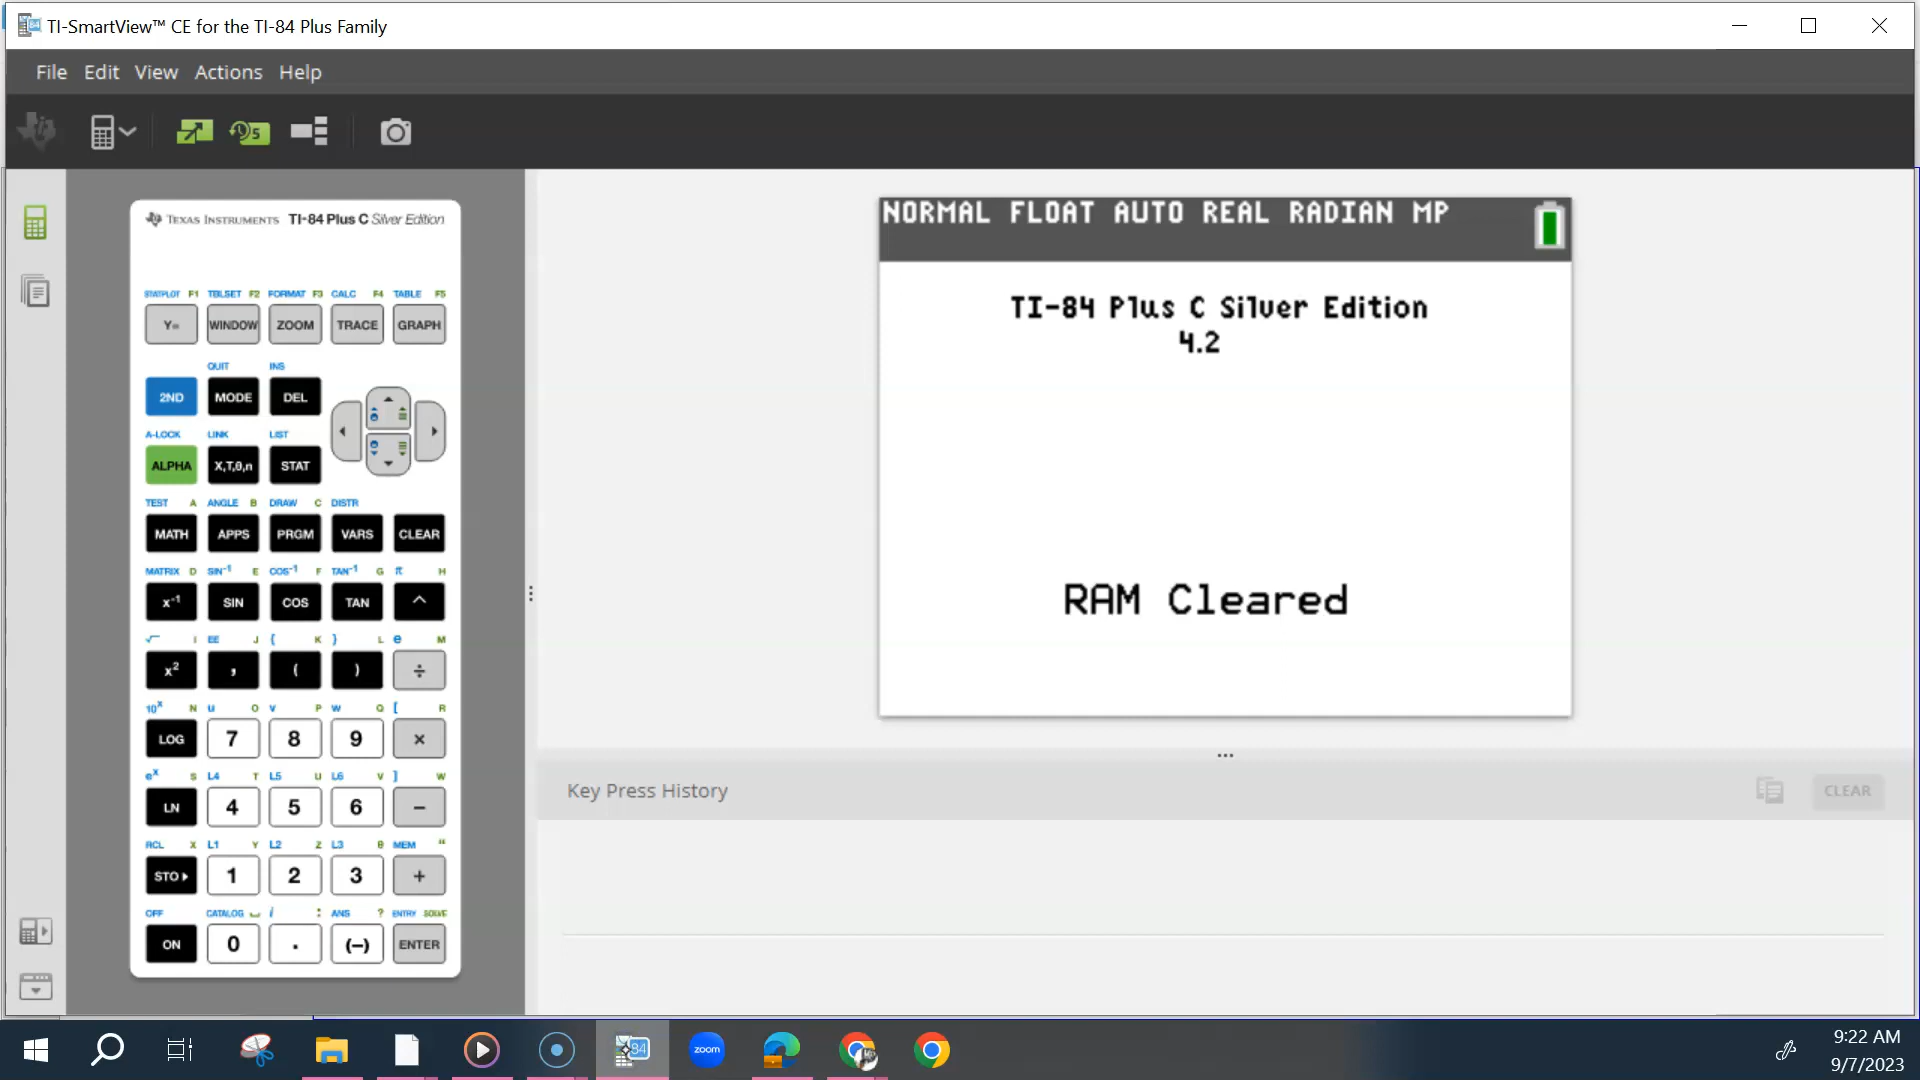 TI-SmartView™ CE for the TI-84 Plus Family
File Edit View Actions Help
5
TEXAS INSTRUMENTS TI-84 Plus C Silver Edition
STATPLOT F1 TBLSET F2 FORMAT F3 CALC F4 TABLE F5
Y= WINDOW ZOOM TRACE GRAPH
QUIT INS
2ND MODE DEL
A-LOCK LINK LIST
ALPHA X,T,θ,n STAT
TEST A ANGLE B DRAW C DISTR
MATH APPS PRGM VARS CLEAR
MATRIX D SIN⁻¹ E COS⁻¹ F TAN⁻¹ G π H
x⁻¹ SIN COS TAN ^
√ I EE J { K } L e M
x² , ( ) ÷
10ˣ N u O v P w Q [ R
LOG 7 8 9 ×
eˣ S L4 T L5 U L6 V ] W
LN 4 5 6 −
RCL X L1 Y L2 Z L3 θ MEM "
STO▸ 1 2 3 +
OFF CATALOG ⎵ i : ANS ? ENTRY SOLVE
ON 0 . (−) ENTER
NORMAL FLOAT AUTO REAL RADIAN MP
TI-84 Plus C Silver Edition
4.2
RAM Cleared
Key Press History
CLEAR
84
zoom
9:22 AM
9/7/2023